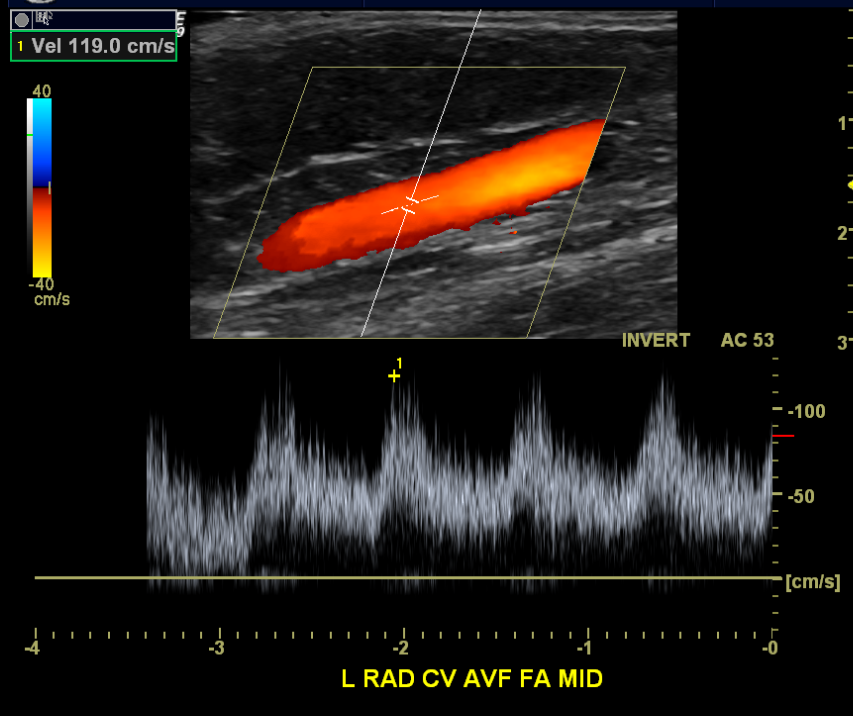 1 Vel 119.0 cm/s
40
-40
cm/s
1
2
3
INVERT AC 53
1
-100
-50
[cm/s]
-4 -3 -2 -1 -0
L RAD CV AVF FA MID